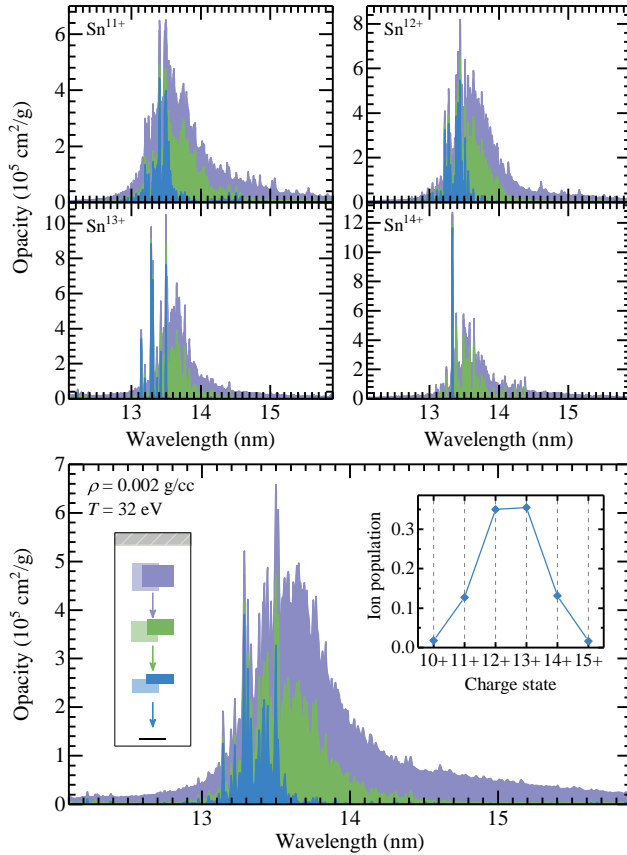 Sn11+
Sn12+
6
4
2
0
8
6
4
2
0
Opacity (10^5 cm^2/g)
Sn13+
Sn14+
10
8
6
4
2
0
12
10
8
6
4
2
0
13 14 15
13 14 15
Wavelength (nm)
Wavelength (nm)
7
6
5
4
3
2
1
0
Opacity (10^5 cm^2/g)
ρ = 0.002 g/cc
T = 32 eV
Ion population
0.3
0.1
0.0
10+ 11+ 12+ 13+ 14+ 15+
Charge state
13 14 15
Wavelength (nm)